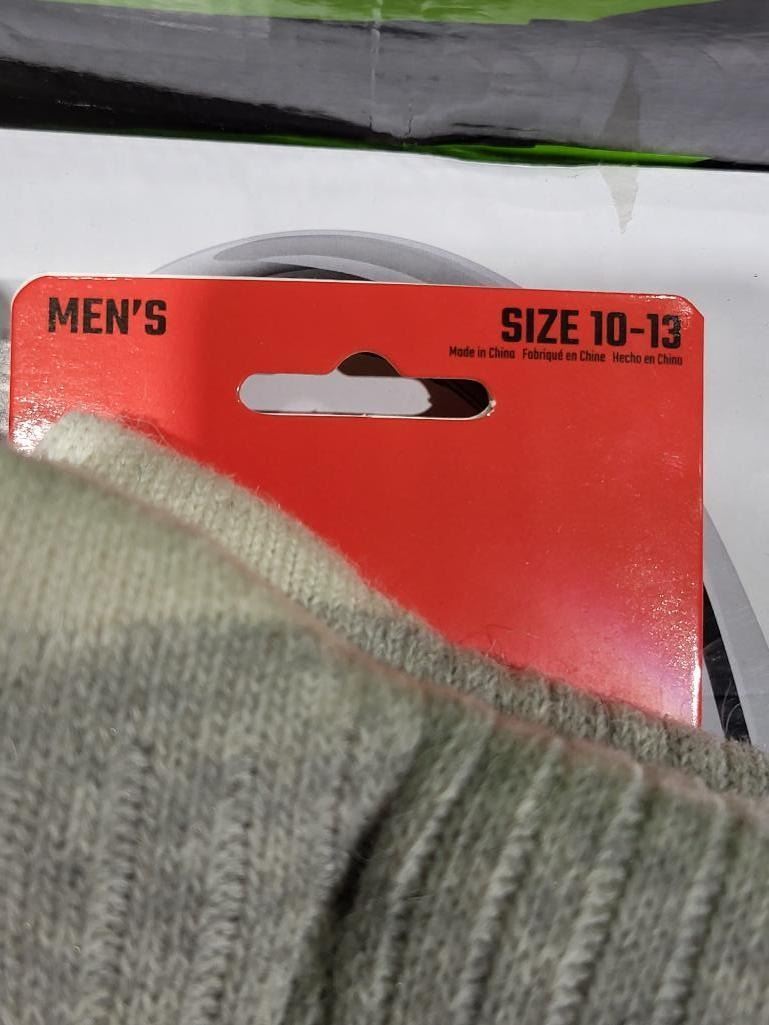 MEN'S
SIZE 10-13
Made in China Fabriqué en Chine Hecho en China